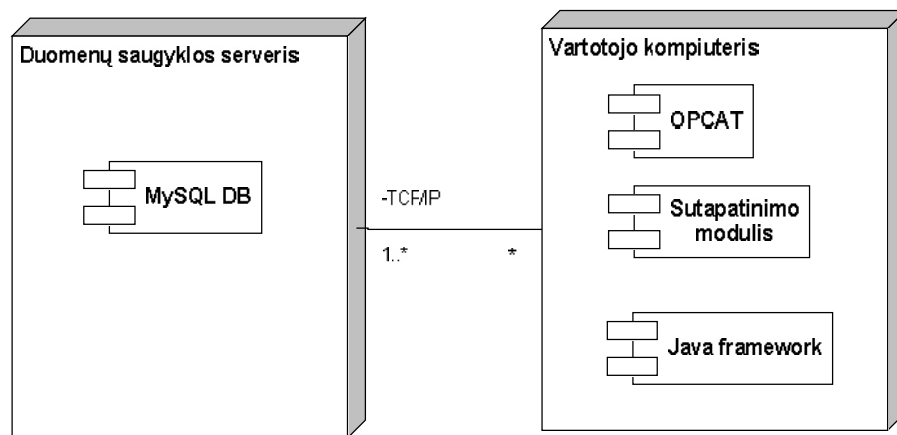 Duomenų saugyklos serveris
MySQL DB
-TCP/IP
1..*
*
Vartotojo kompiuteris
OPCAT
Sutapatinimo
modulis
Java framework